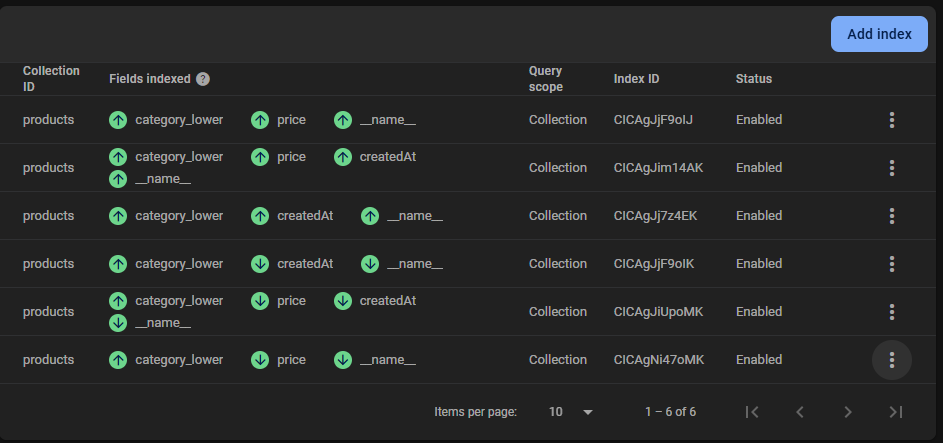 Add index
Collection ID Fields indexed ? Query scope Index ID Status
products category_lower price __name__ Collection CICAgJjF9oIJ Enabled
products category_lower price createdAt __name__ Collection CICAgJim14AK Enabled
products category_lower createdAt __name__ Collection CICAgJj7z4EK Enabled
products category_lower createdAt __name__ Collection CICAgJjF9oIK Enabled
products category_lower price createdAt __name__ Collection CICAgJiUpoMK Enabled
products category_lower price __name__ Collection CICAgNi47oMK Enabled
Items per page: 10 1 – 6 of 6